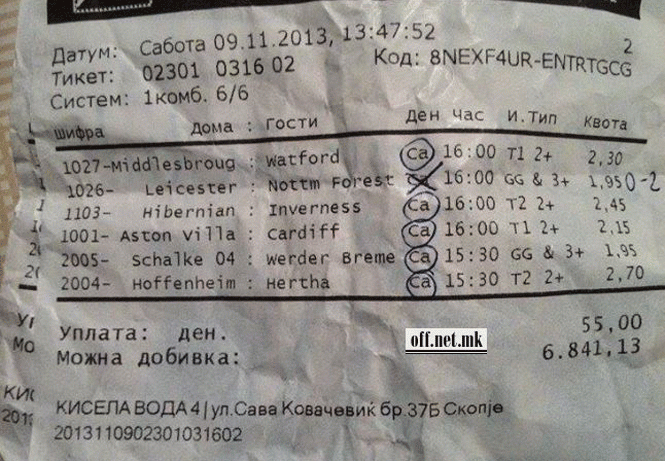 Датум: Сабота 09.11.2013, 13:47:52
2
Тикет: 02301 0316 02 Код: 8NEXF4UR-ENTRTGCG
Систем: 1комб. 6/6
шифра дома : Гости Ден Час И.Тип Квота
1027-Middlesbroug : Watford Са 16:00 T1 2+ 2,30
1026- Leicester : Nottm Forest Са 16:00 GG & 3+ 1,95 0-2
1103- Hibernian : Inverness Са 16:00 T2 2+ 2,45
1001- Aston Villa : Cardiff Са 16:00 T1 2+ 2,15
2005- Schalke 04 : Werder Breme Са 15:30 GG & 3+ 1,95
2004- Hoffenheim : Hertha Са 15:30 T2 2+ 2,70
Уплата: ден. 55,00
off.net.mk
Можна добивка: 6.841,13
КИСЕЛА ВОДА 4|ул.Сава Ковачевиќ бр.37Б Скопје
2013110902301031602